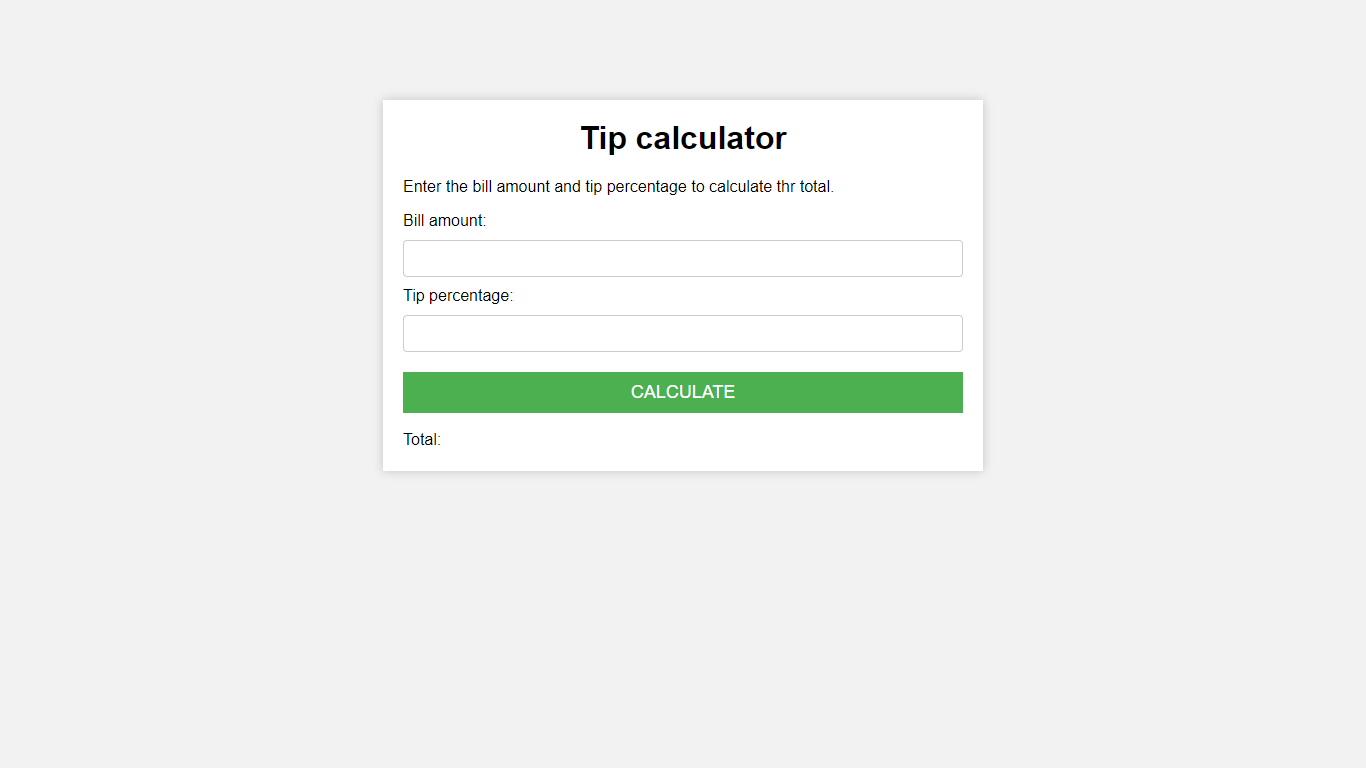 Tip calculator
Enter the bill amount and tip percentage to calculate thr total.
Bill amount:
Tip percentage:
CALCULATE
Total: